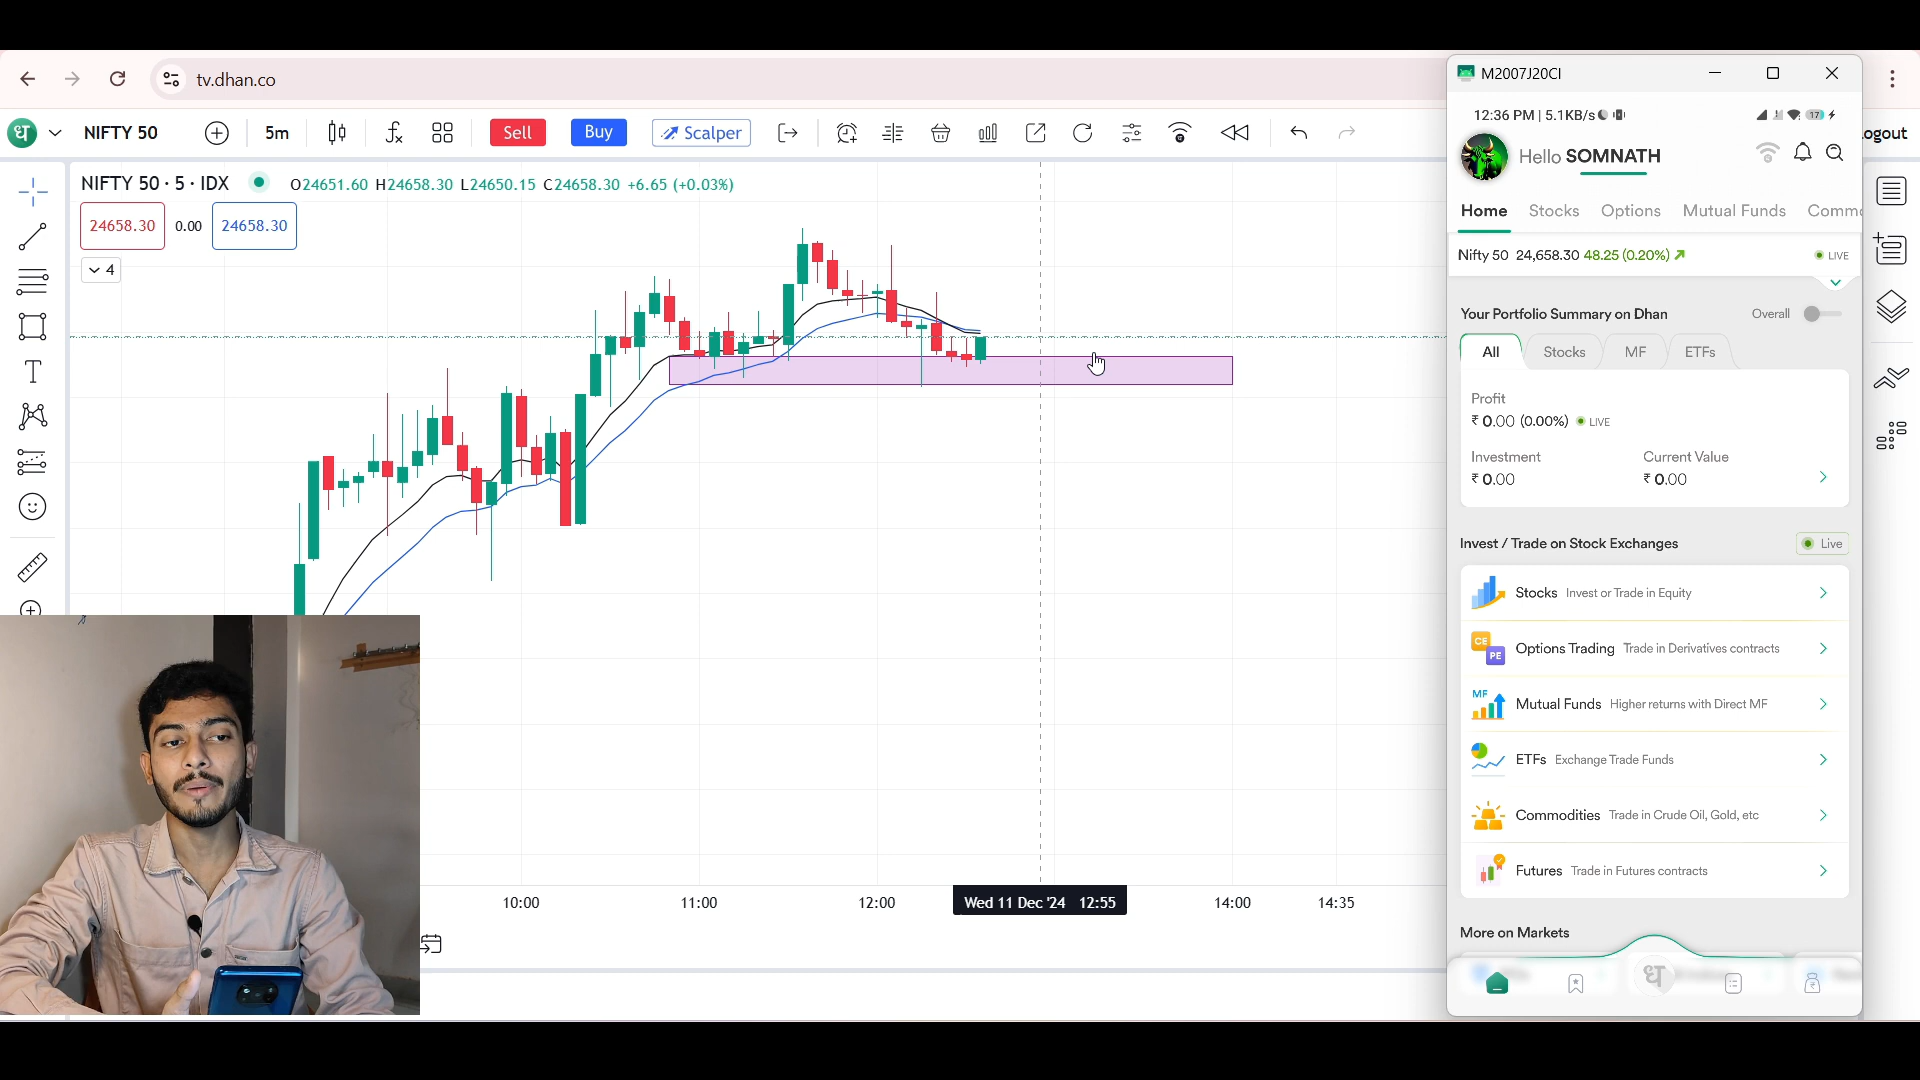 tv.dhan.co
M2007J20CI
12:36 PM | 5.1KB/s
17
धा
NIFTY 50
5m
Sell
Buy
Scalper
ogout
Hello SOMNATH
NIFTY 50 · 5 · IDX
O24651.60 H24658.30 L24650.15 C24658.30 +6.65 (+0.03%)
24658.30
0.00
24658.30
4
Home
Stocks
Options
Mutual Funds
Comm
Nifty 50 24,658.30 48.25 (0.20%)
LIVE
Your Portfolio Summary on Dhan
Overall
All
Stocks
MF
ETFs
Profit
₹ 0.00 (0.00%)
LIVE
Investment
Current Value
₹ 0.00
₹ 0.00
Invest / Trade on Stock Exchanges
Live
Stocks Invest or Trade in Equity
CE
PE
Options Trading Trade in Derivatives contracts
MF
Mutual Funds Higher returns with Direct MF
ETFs Exchange Trade Funds
Commodities Trade in Crude Oil, Gold, etc
Futures Trade in Futures contracts
More on Markets
धा
10:00
11:00
12:00
Wed 11 Dec '24 12:55
14:00
14:35